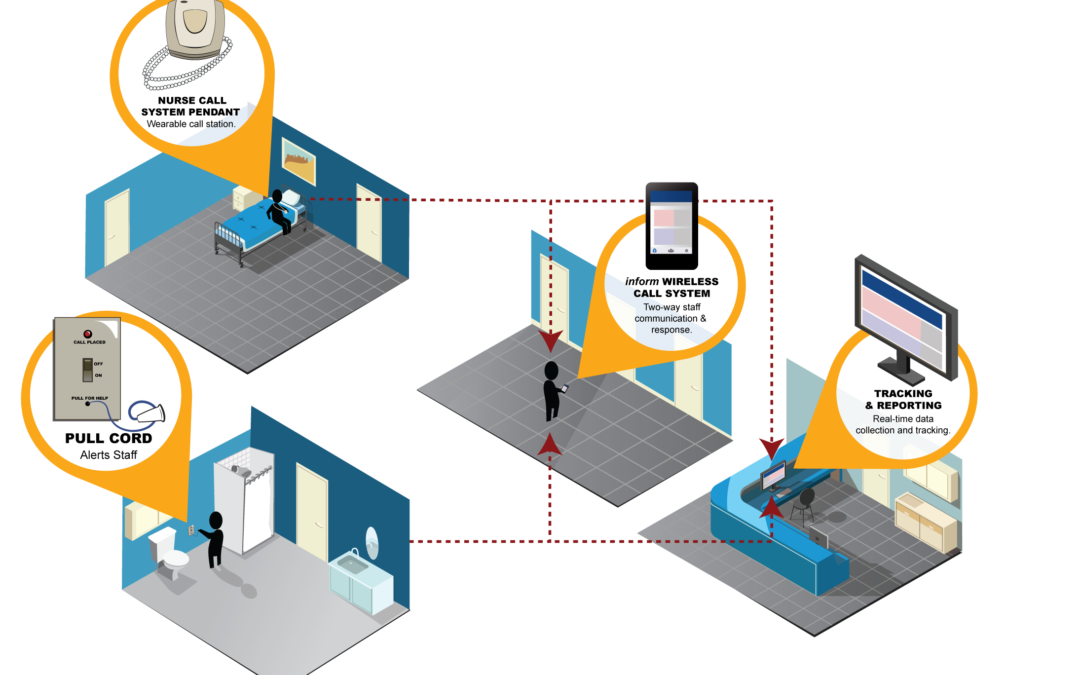 NURSE CALL
SYSTEM PENDANT
Wearable call station.
CALL PLACED
OFF
ON
PULL FOR HELP
PULL CORD
Alerts Staff
inform WIRELESS
CALL SYSTEM
Two-way staff
communication &
response.
TRACKING
& REPORTING
Real-time data
collection and tracking.